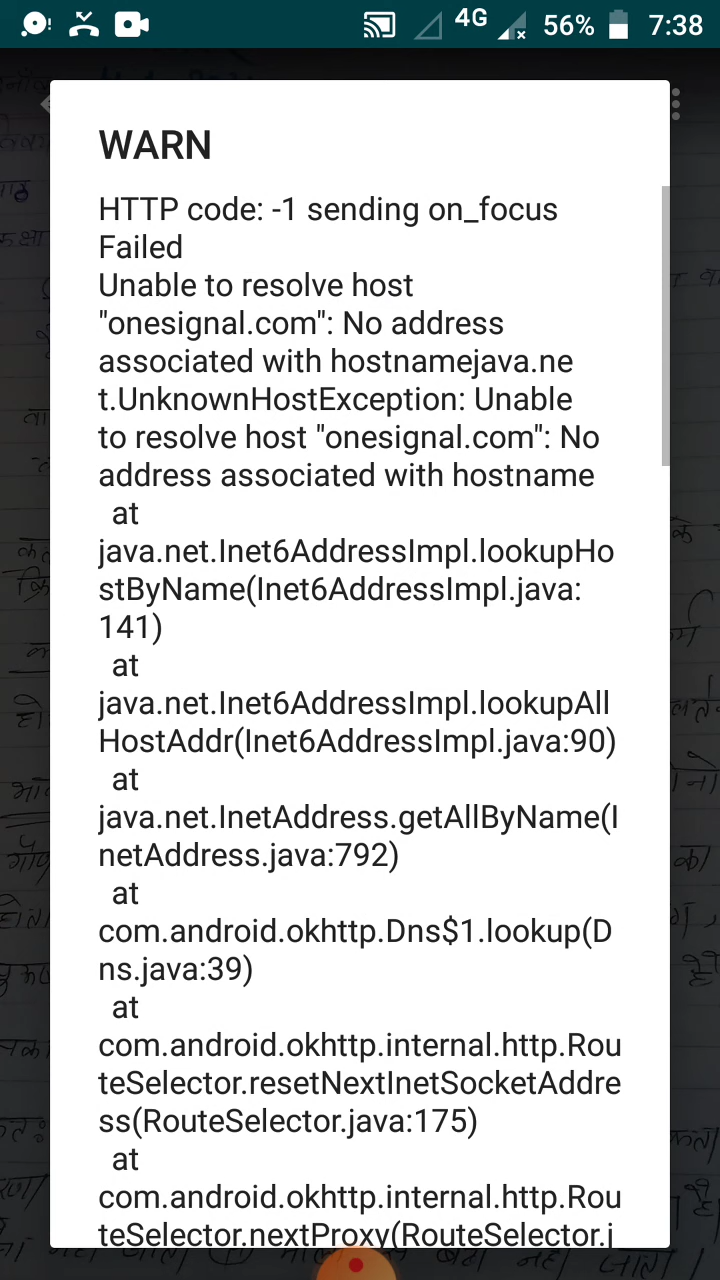 4G 56% 7:38
WARN
HTTP code: -1 sending on_focus
Failed
Unable to resolve host
"onesignal.com": No address
associated with hostnamejava.ne
t.UnknownHostException: Unable
to resolve host "onesignal.com": No
address associated with hostname
at
java.net.Inet6AddressImpl.lookupHo
stByName(Inet6AddressImpl.java:
141)
at
java.net.Inet6AddressImpl.lookupAll
HostAddr(Inet6AddressImpl.java:90)
at
java.net.InetAddress.getAllByName(I
netAddress.java:792)
at
com.android.okhttp.Dns$1.lookup(D
ns.java:39)
at
com.android.okhttp.internal.http.Rou
teSelector.resetNextInetSocketAddre
ss(RouteSelector.java:175)
at
com.android.okhttp.internal.http.Rou
teSelector.nextProxy(RouteSelector.j